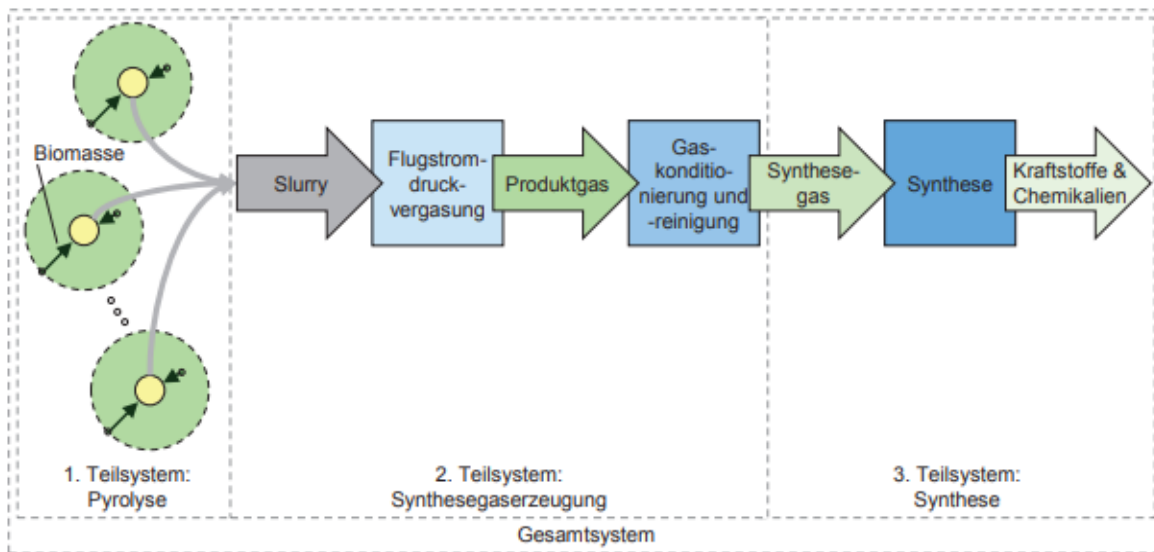 Biomasse
Slurry
Flugstrom-
druck-
vergasung
Produktgas
Gas-
konditio-
nierung und
-reinigung
Synthese-
gas
Synthese
Kraftstoffe &
Chemikalien
1. Teilsystem:
Pyrolyse
2. Teilsystem:
Synthesegaserzeugung
3. Teilsystem:
Synthese
Gesamtsystem